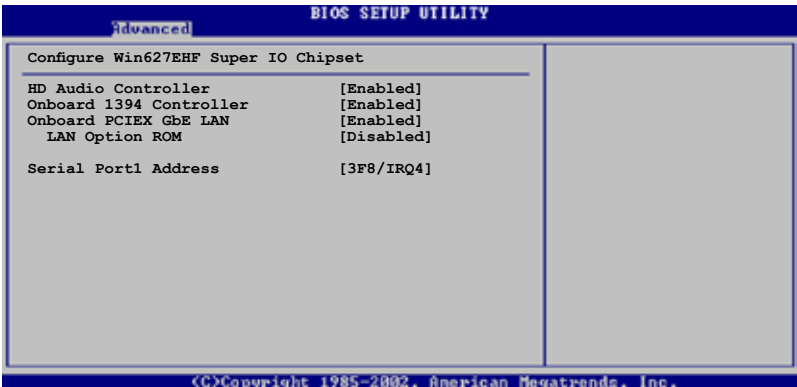 BIOS SETUP UTILITY
Advanced
Configure Win627EHF Super IO Chipset
HD Audio Controller [Enabled]
Onboard 1394 Controller [Enabled]
Onboard PCIEX GbE LAN [Enabled]
LAN Option ROM [Disabled]
Serial Port1 Address [3F8/IRQ4]
(C)Copyright 1985-2002, American Megatrends, Inc.